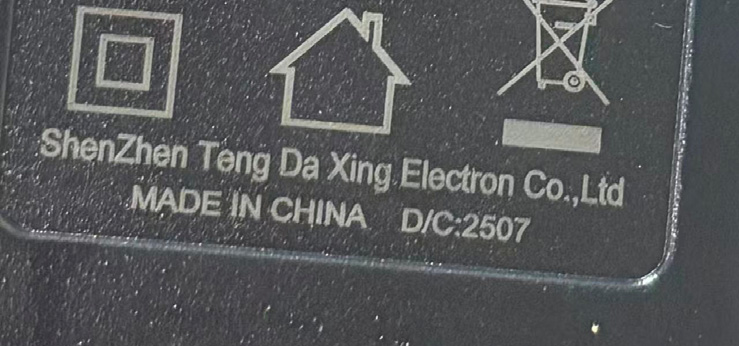 ShenZhen Teng Da Xing Electron Co.,Ltd
MADE IN CHINA D/C:2507